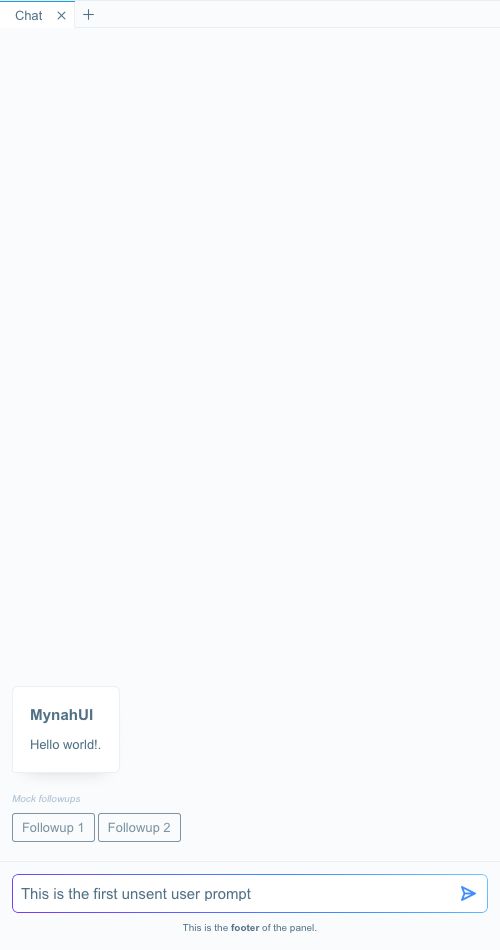 Chat
MynahUI
Hello world!.
Mock followups
Followup 1 Followup 2
This is the first unsent user prompt
This is the footer of the panel.